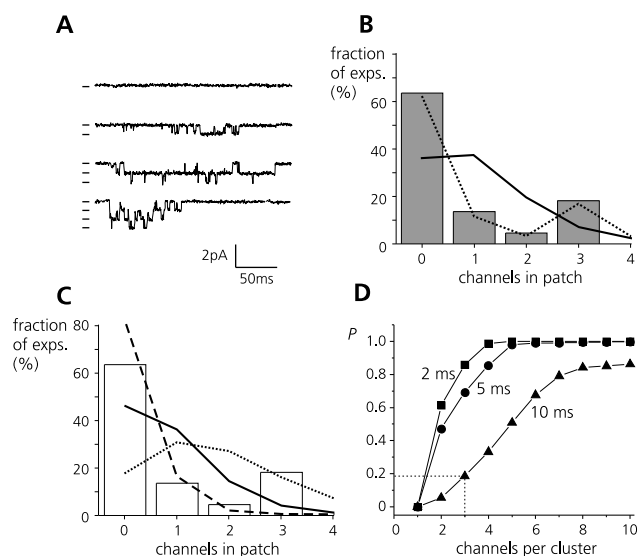 A
2pA
50ms
B
fraction
of exps.
(%)
60
40
20
0
0 1 2 3 4
channels in patch
C
fraction
of exps.
(%)
80
60
40
20
0
0 1 2 3 4
channels in patch
D
P
1.0
0.8
0.6
0.4
0.2
0.0
2 ms
5 ms
10 ms
0 2 4 6 8 10
channels per cluster